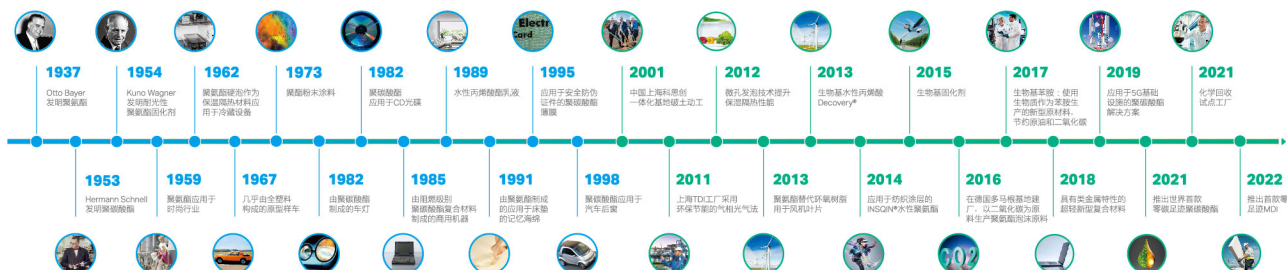 Electr
Card
1937
Otto Bayer
发明聚氨酯
1954
Kuno Wagner
发明耐光性
聚氨酯固化剂
1962
聚氨酯硬泡作为
保温隔热材料应
用于冷藏设备
1973
聚酯粉末涂料
1982
聚碳酸酯
应用于CD光碟
1989
水性丙烯酸乳液
1995
应用于安全防伪
证件的聚碳酸酯
薄膜
2001
中国上海科思创
一体化基地破土动工
2012
微孔发泡技术提升
保湿隔热性能
2013
生物基水性丙烯酸
Decovery®
2015
生物基固化剂
2017
生物基苯胺：使用
生物质作为苯胺生
产的新型原材料，
节约原油和二氧化碳
2019
应用于5G基础
设施的聚碳酸酯
解决方案
2021
化学回收
试点工厂
1953
Hermann Schnell
发明聚碳酸酯
1959
聚氨酯应用于
时尚行业
1967
几乎由全塑料
构成的原型样车
1982
由聚碳酸酯
制成的车灯
1985
由阻燃级别
聚碳酸酯复合材料
制成的商用机器
1991
由聚氨酯制成
的应用于床垫
的记忆海绵
1998
聚碳酸酯应用于
汽车后窗
2011
上海TDI工厂采用
环保节能的气相光气法
2013
聚氨酯替代环氧树脂
用于风机叶片
2014
应用于纺织涂层的
INSQIN®水性聚氨酯
2016
在德国多马根基地建
厂，以二氧化碳为原
料生产聚氨酯泡沫原料
2018
具有类金属特性的
超轻新型复合材料
2021
推出世界首款
零碳足迹聚碳酸酯
2022
推出首款零
足迹MDI
CO2